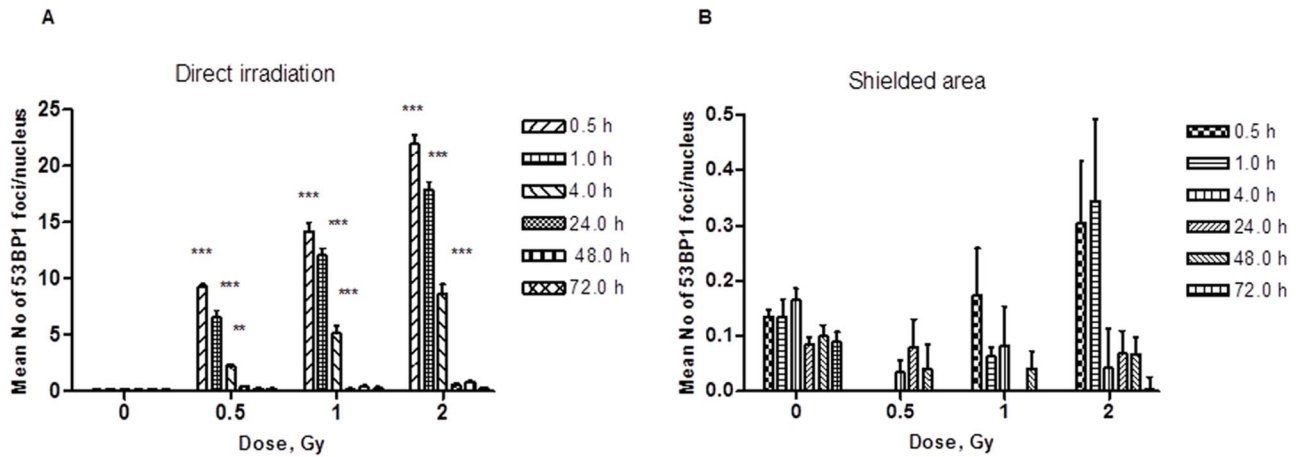 A
Direct irradiation
Mean No of 53BP1 foci/nucleus
25
20
15
10
5
0
***
***
**
***
***
***
***
***
***
0
0.5
1
2
Dose, Gy
0.5 h
1.0 h
4.0 h
24.0 h
48.0 h
72.0 h
B
Shielded area
Mean No of 53BP1 foci/nucleus
0.5
0.4
0.3
0.2
0.1
0.0
0
0.5
1
2
Dose, Gy
0.5 h
1.0 h
4.0 h
24.0 h
48.0 h
72.0 h